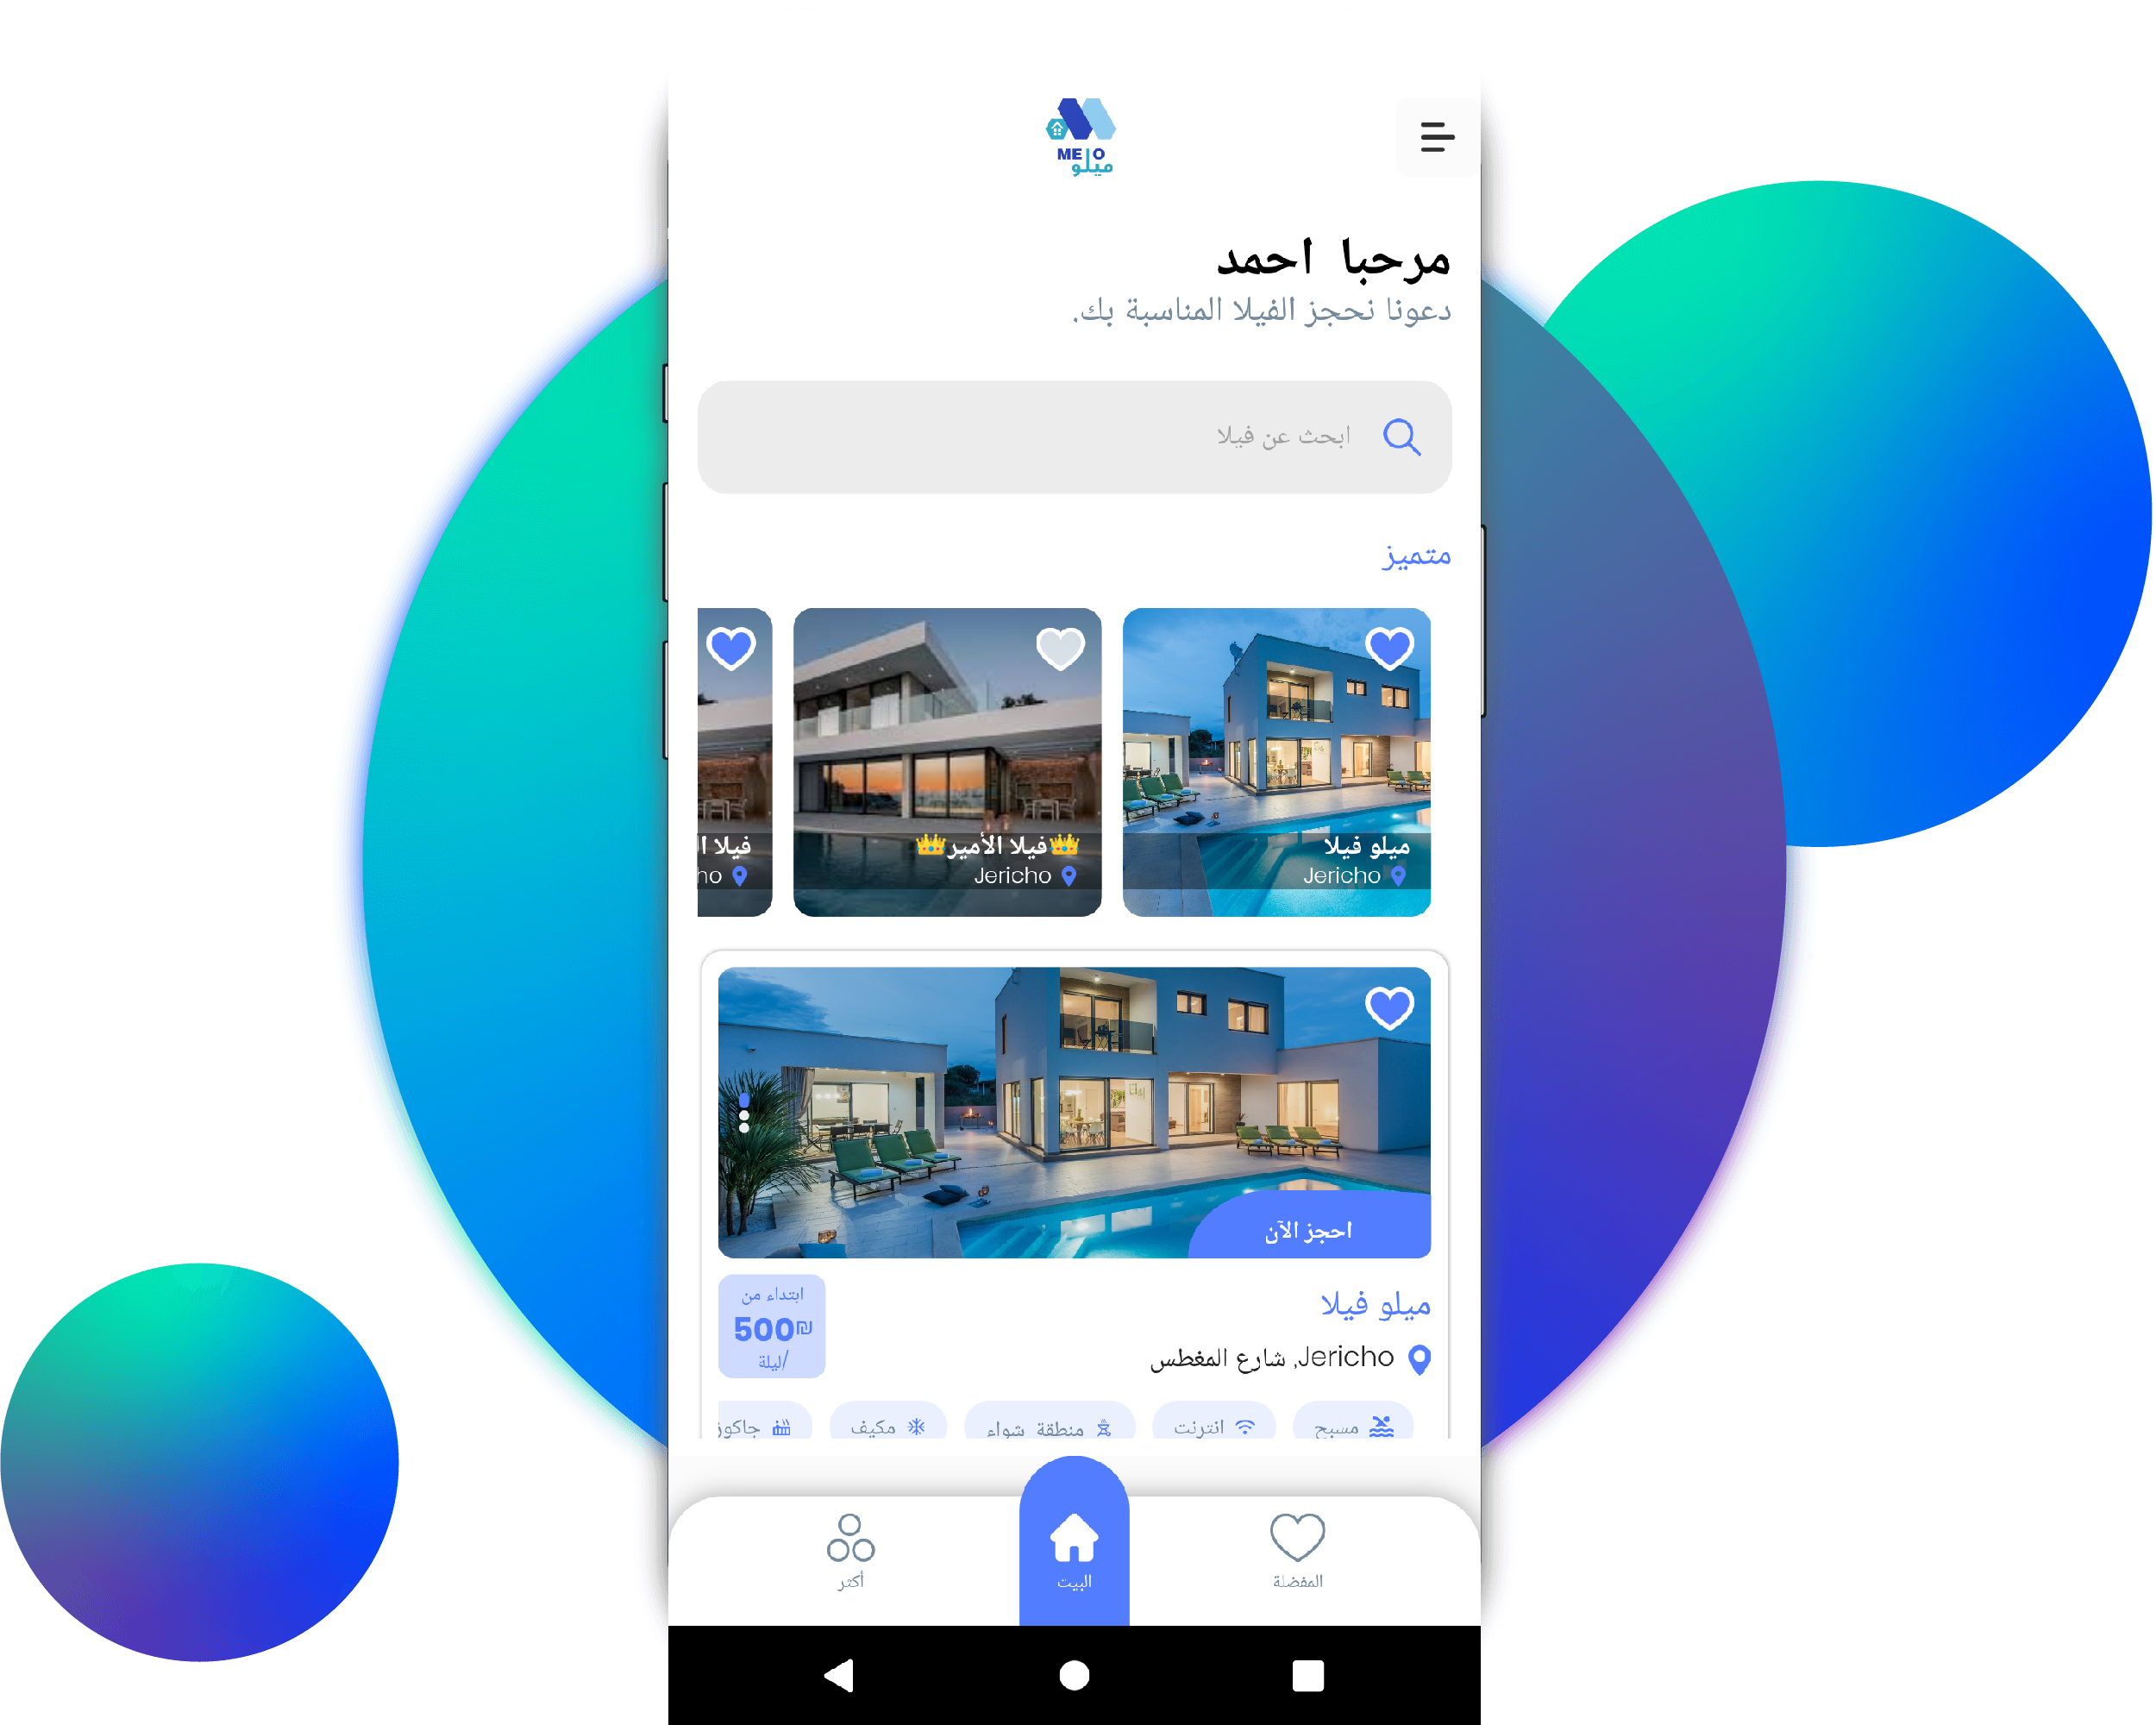 MElO
ميلو
مرحبا احمد
دعونا نحجز الفيلا المناسبة بك.
ابحث عن فيلا
متميز
ميلو فيلا
Jericho
👑فيلا الأمير👑
Jericho
فيلا ال
ho
احجز الآن
ميلو فيلا
Jericho, شارع المغطس
ابتداء من
₪500
/ليلة
مسبح
انترنت
منطقة شواء
مكيف
جاكوز
المفضلة
البيت
أكثر